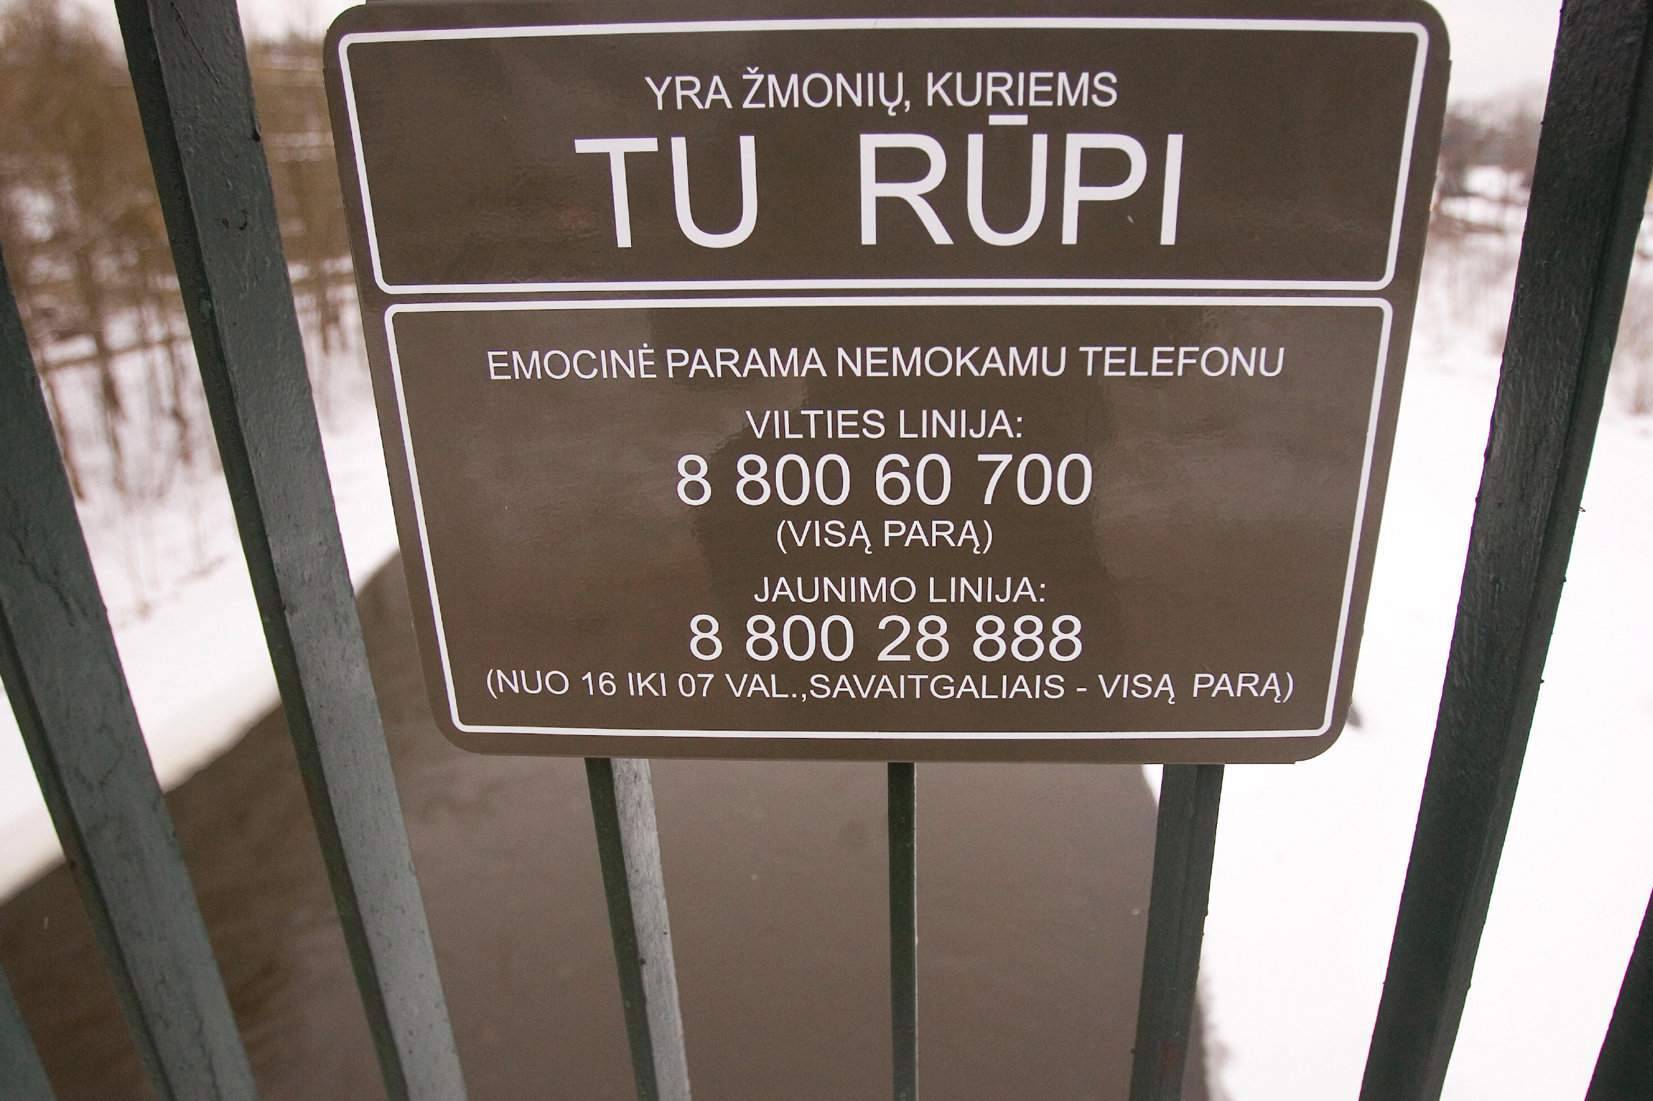 YRA ŽMONIŲ, KURIEMS
TU RŪPI
EMOCINĖ PARAMA NEMOKAMU TELEFONU
VILTIES LINIJA:
8 800 60 700
(VISĄ PARĄ)
JAUNIMO LINIJA:
8 800 28 888
(NUO 16 IKI 07 VAL.,SAVAITGALIAIS - VISĄ PARĄ)